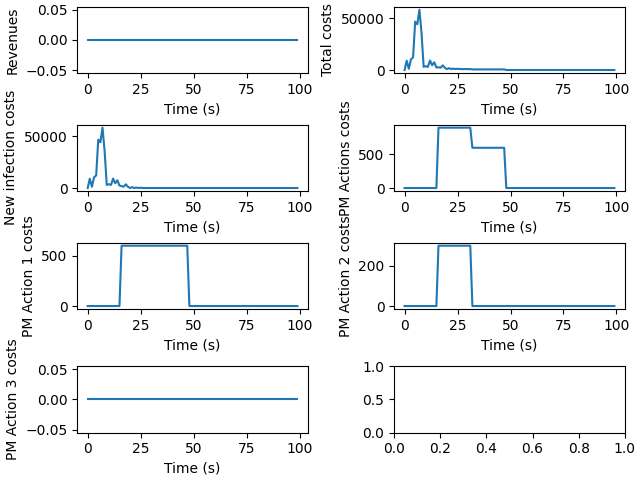 Revenues
0.05
0.00
−0.05
0 25 50 75 100
Time (s)
Total costs
50000
0
0 25 50 75 100
Time (s)
New infection costs
50000
0
0 25 50 75 100
Time (s)
PM Actions costs
500
0
0 25 50 75 100
Time (s)
PM Action 1 costs
500
0
0 25 50 75 100
Time (s)
PM Action 2 costs
200
0
0 25 50 75 100
Time (s)
PM Action 3 costs
0.05
0.00
−0.05
0 25 50 75 100
Time (s)
1.0
0.5
0.0
0.0 0.2 0.4 0.6 0.8 1.0